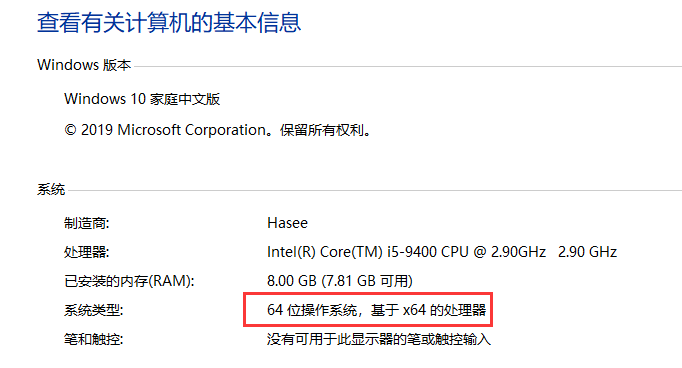 查看有关计算机的基本信息
Windows 版本
Windows 10 家庭中文版
© 2019 Microsoft Corporation。保留所有权利。
系统
制造商: Hasee
处理器: Intel(R) Core(TM) i5-9400 CPU @ 2.90GHz 2.90 GHz
已安装的内存(RAM): 8.00 GB (7.81 GB 可用)
系统类型: 64 位操作系统，基于 x64 的处理器
笔和触控: 没有可用于此显示器的笔或触控输入